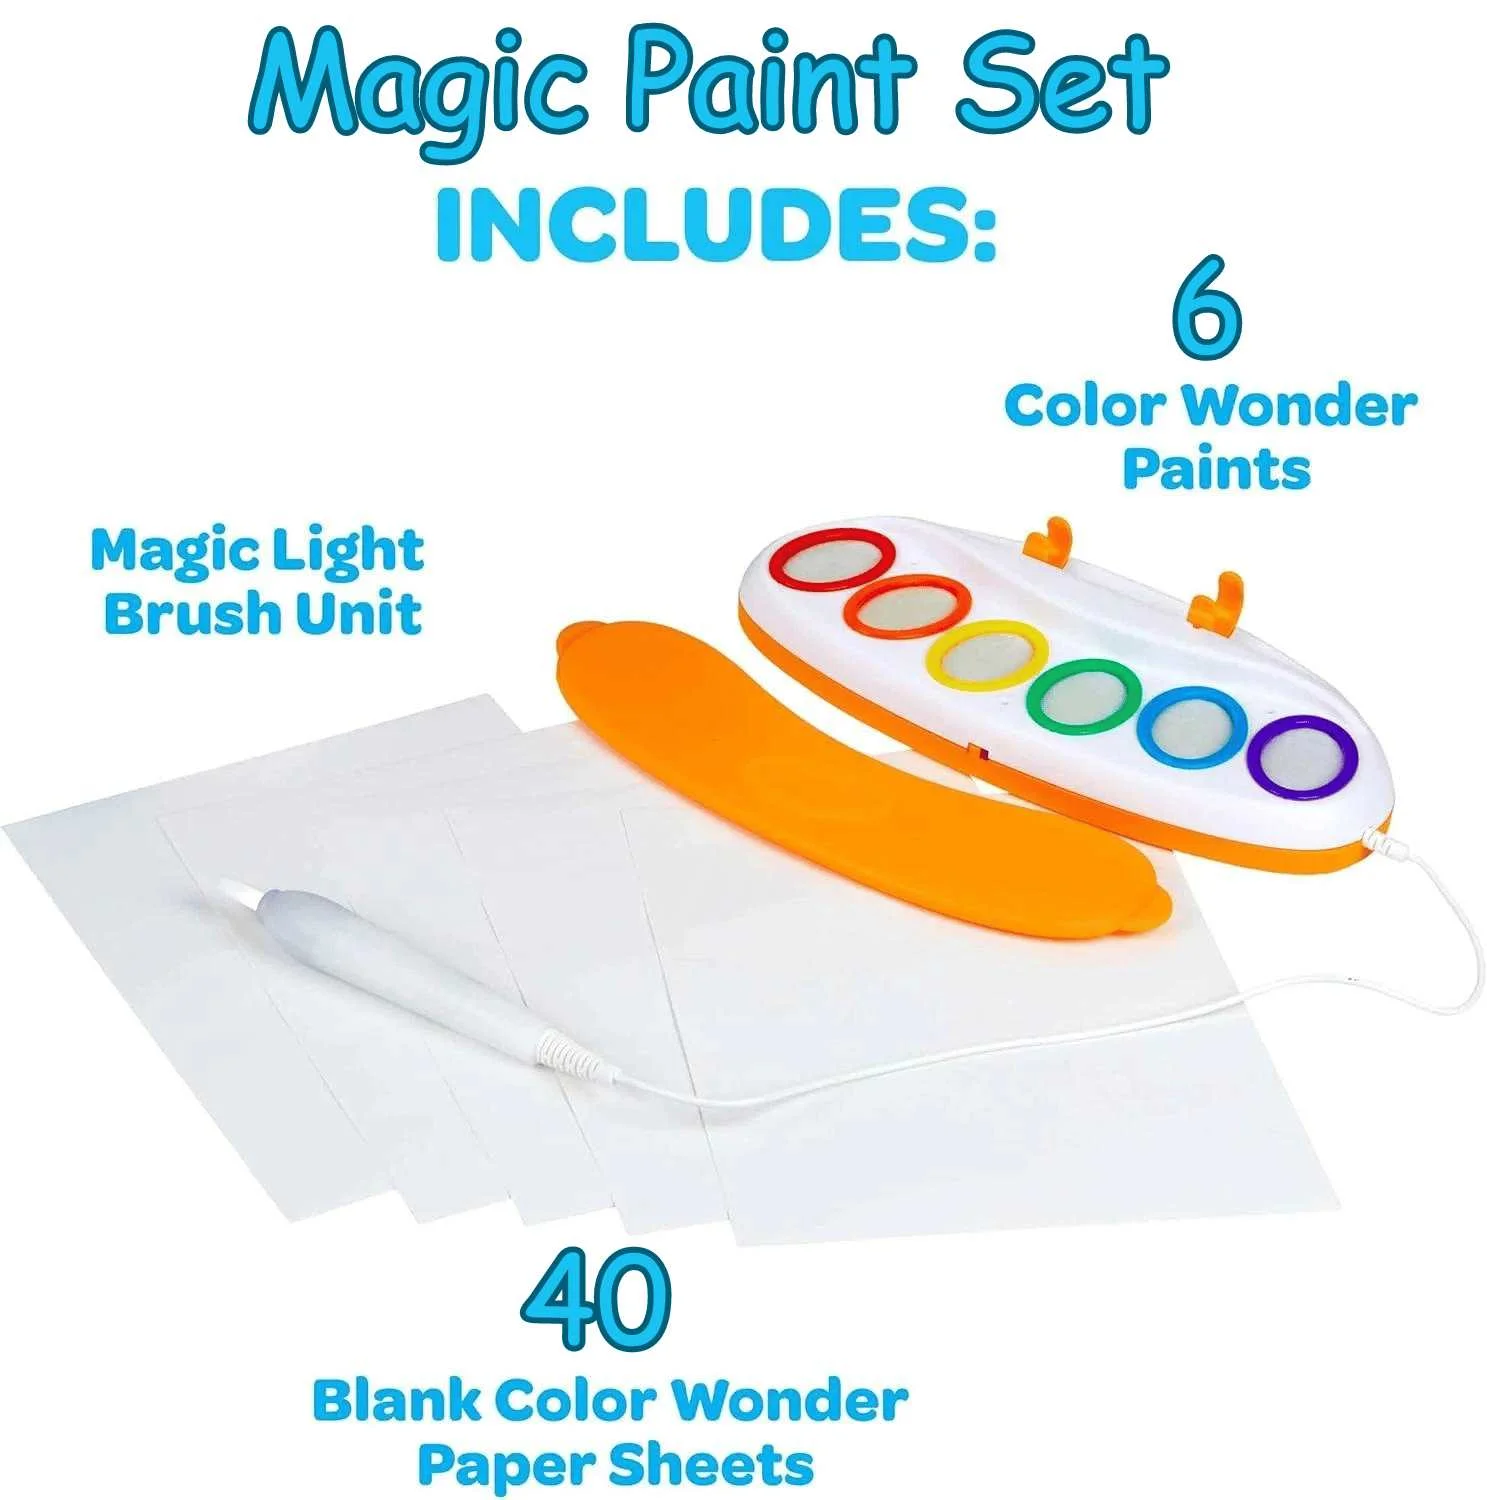 Magic Paint Set
INCLUDES:
6
Color Wonder
Paints
Magic Light
Brush Unit
40
Blank Color Wonder
Paper Sheets